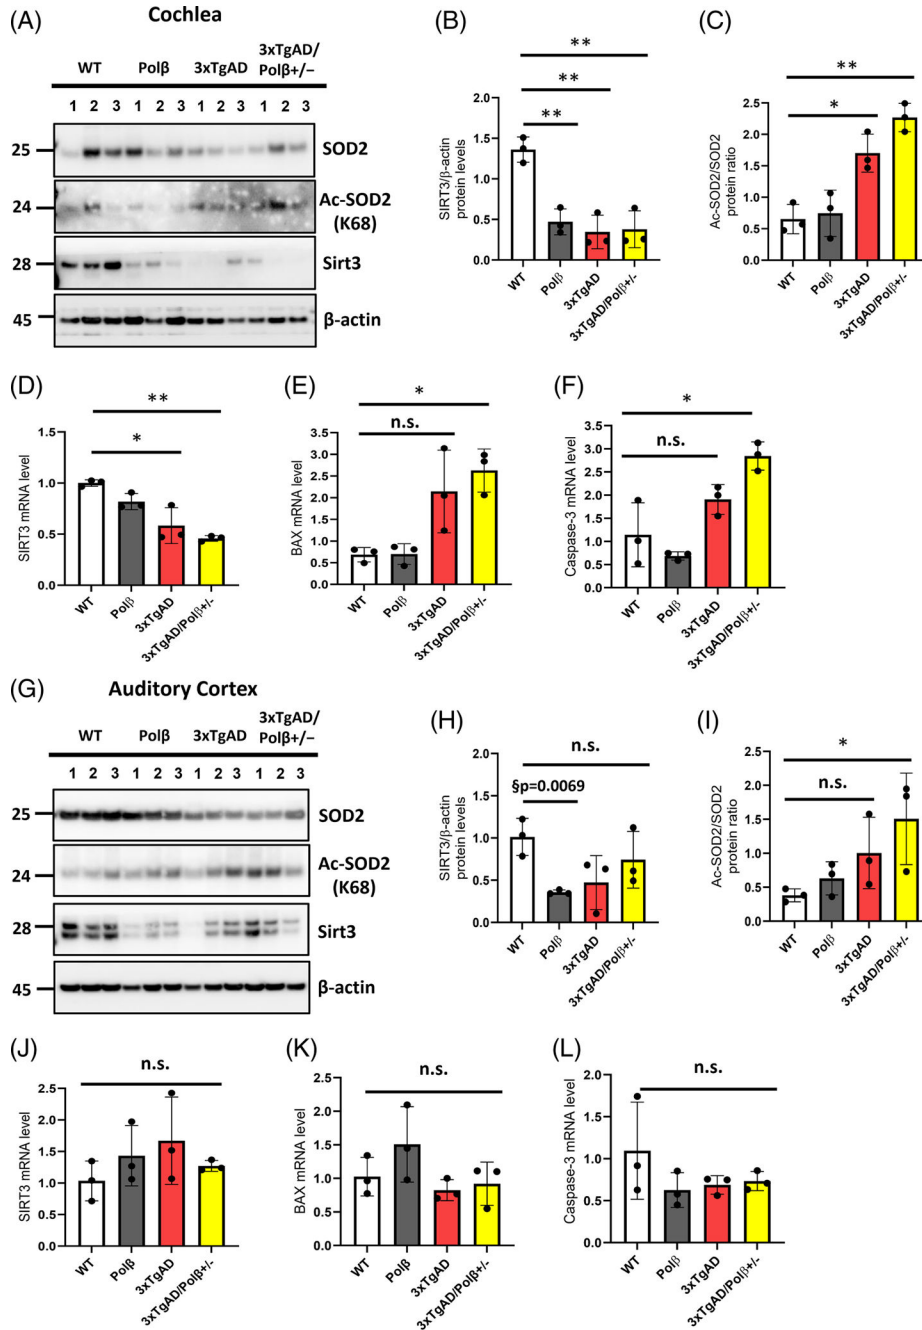 (A) Cochlea
WT Polβ 3xTgAD 3xTgAD/
Polβ+/−
1 2 3 1 2 3 1 2 3 1 2 3
25 SOD2
24 Ac-SOD2
(K68)
28 Sirt3
45 β-actin
(B)
**
**
**
SIRT3/β-actin
protein levels
2.0
1.5
1.0
0.5
0.0
WT
Polβ
3xTgAD
3xTgAD/Polβ+/-
(C)
**
*
Ac-SOD2/SOD2
protein ratio
2.5
2.0
1.5
1.0
0.5
0.0
WT
Polβ
3xTgAD
3xTgAD/Polβ+/-
(D)
**
*
SIRT3 mRNA level
1.5
1.0
0.5
0.0
WT
Polβ
3xTgAD
3xTgAD/Polβ+/-
(E)
*
n.s.
BAX mRNA level
3.5
3.0
2.5
2.0
1.5
1.0
0.5
0.0
WT
Polβ
3xTgAD
3xTgAD/Polβ+/-
(F)
*
n.s.
Caspase-3 mRNA level
3.5
3.0
2.5
2.0
1.5
1.0
0.5
0.0
WT
Polβ
3xTgAD
3xTgAD/Polβ+/-
(G) Auditory Cortex
WT Polβ 3xTgAD 3xTgAD/
Polβ+/−
1 2 3 1 2 3 1 2 3 1 2 3
25 SOD2
24 Ac-SOD2
(K68)
28 Sirt3
45 β-actin
(H)
n.s.
§p=0.0069
SIRT3/β-actin
protein levels
2.0
1.5
1.0
0.5
0.0
WT
Polβ
3xTgAD
3xTgAD/Polβ+/-
(I)
*
n.s.
Ac-SOD2/SOD2
protein ratio
2.5
2.0
1.5
1.0
0.5
0.0
WT
Polβ
3xTgAD
3xTgAD/Polβ+/-
(J)
n.s.
SIRT3 mRNA level
2.5
2.0
1.5
1.0
0.5
0.0
WT
Polβ
3xTgAD
3xTgAD/Polβ+/-
(K)
n.s.
BAX mRNA level
2.5
2.0
1.5
1.0
0.5
0.0
WT
Polβ
3xTgAD
3xTgAD/Polβ+/-
(L)
n.s.
Caspase-3 mRNA level
2.0
1.5
1.0
0.5
0.0
WT
Polβ
3xTgAD
3xTgAD/Polβ+/-